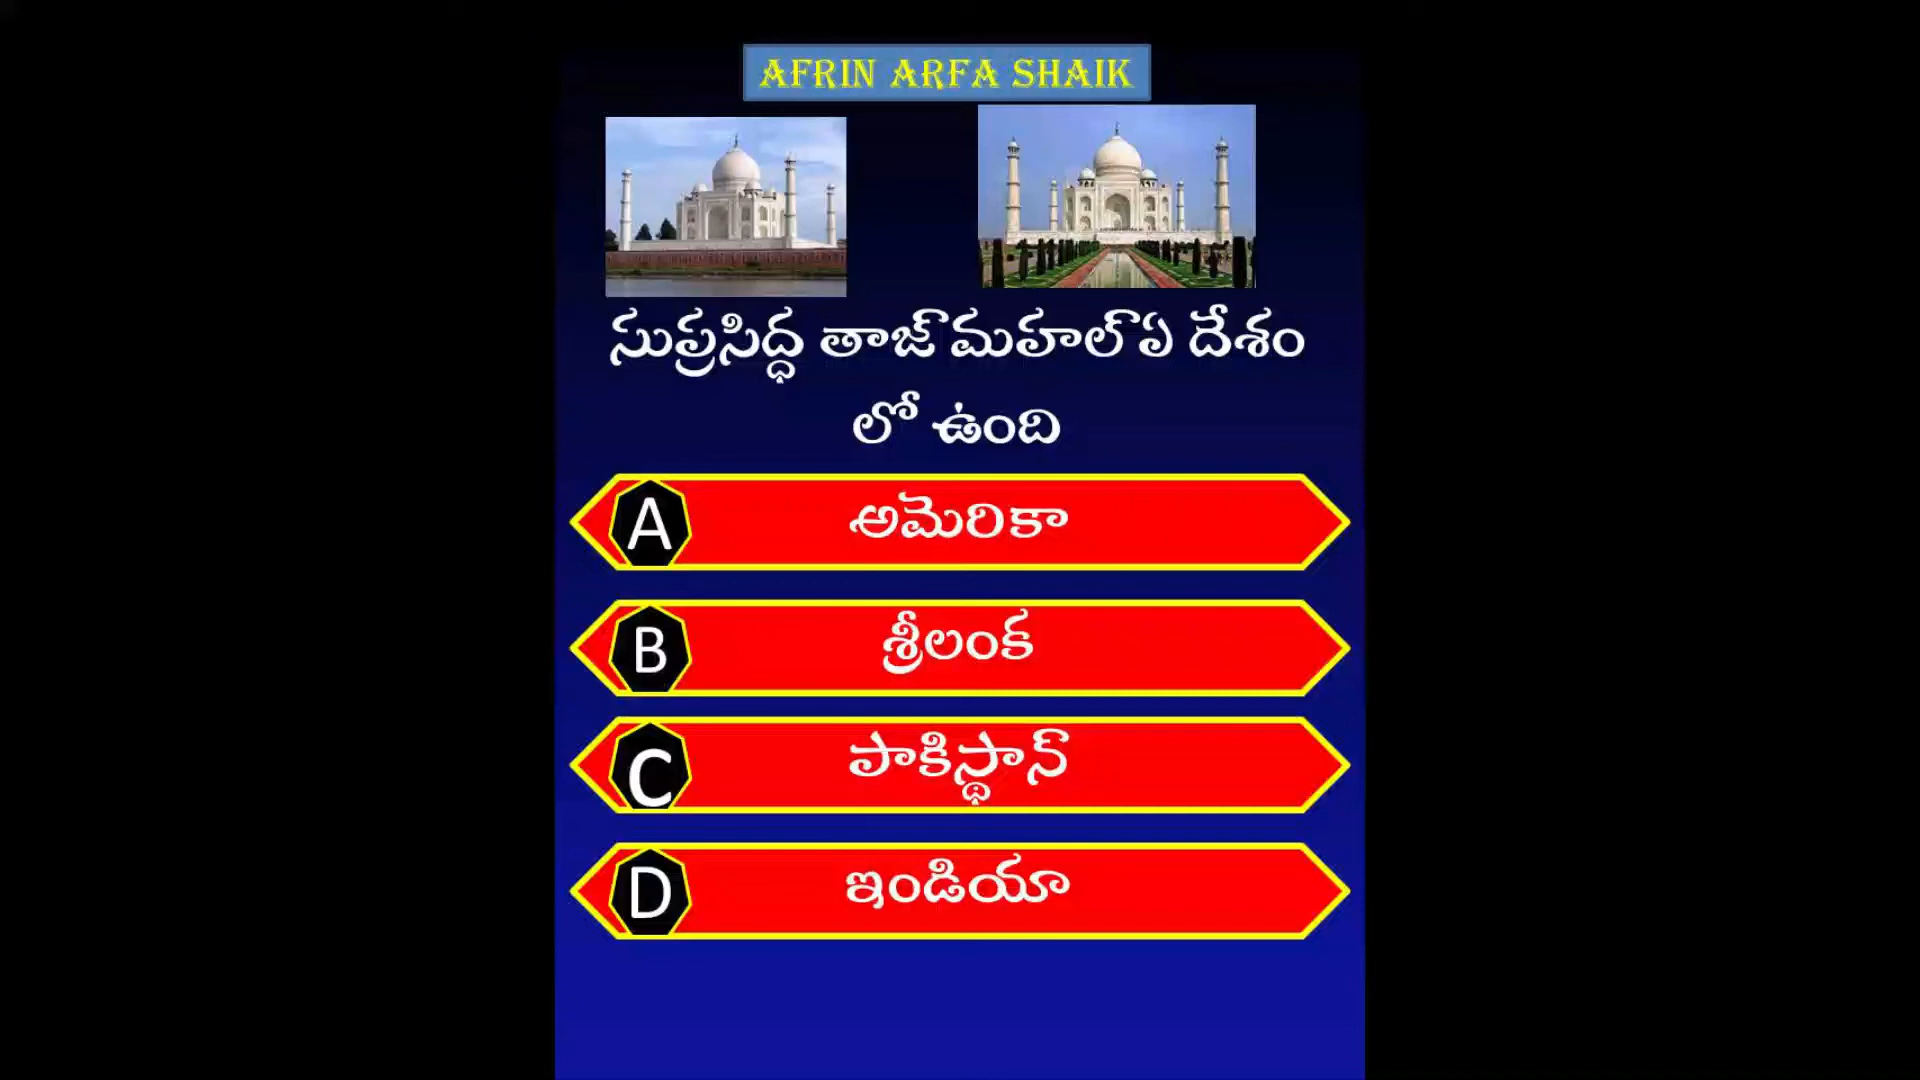 AFRIN ARFA SHAIK
సుప్రసిద్ధ తాజ్ మహల్ ఏ దేశం
లో ఉంది
A అమెరికా
B శ్రీలంక
C పాకిస్థాన్
D ఇండియా